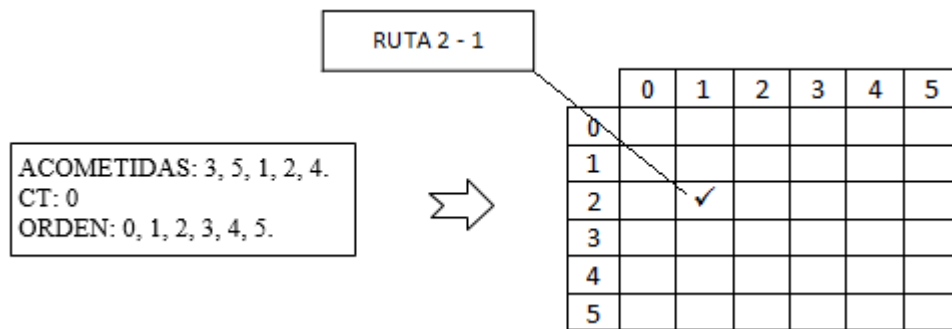 RUTA 2 - 1
ACOMETIDAS: 3, 5, 1, 2, 4.
CT: 0
ORDEN: 0, 1, 2, 3, 4, 5.
0 1 2 3 4 5
0
1
2 ✓
3
4
5